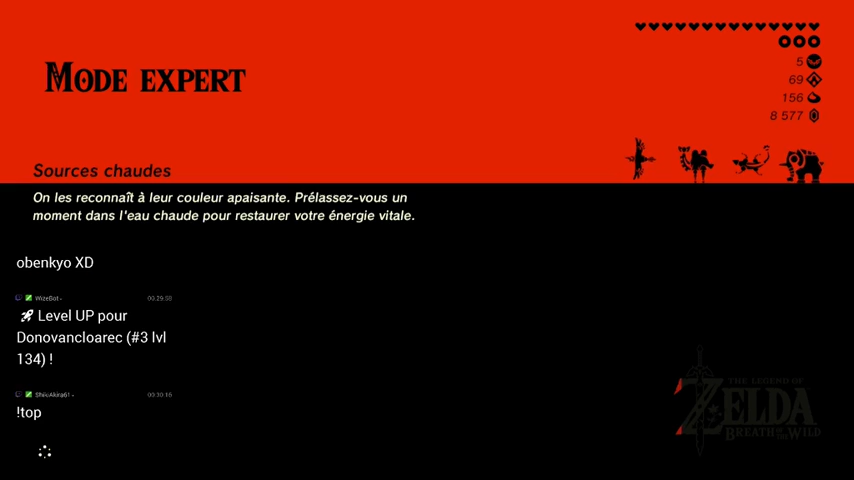 Mode expert
5
69
156
8 577
Sources chaudes
On les reconnaît à leur couleur apaisante. Prélassez-vous un
moment dans l'eau chaude pour restaurer votre énergie vitale.
obenkyo XD
WizeBot
00:29:58
Level UP pour
Donovancloarec (#3 lvl
134) !
00:30:16
!top
THE LEGEND OF
ZELDA
BREATH OF THE WILD